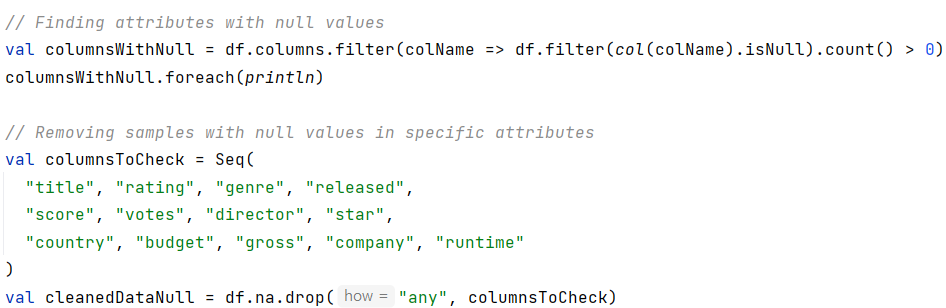 // Finding attributes with null values
val columnsWithNull = df.columns.filter(colName => df.filter(col(colName).isNull).count() > 0)
columnsWithNull.foreach(println)
// Removing samples with null values in specific attributes
val columnsToCheck = Seq(
"title", "rating", "genre", "released",
"score", "votes", "director", "star",
"country", "budget", "gross", "company", "runtime"
)
val cleanedDataNull = df.na.drop( how = "any", columnsToCheck)